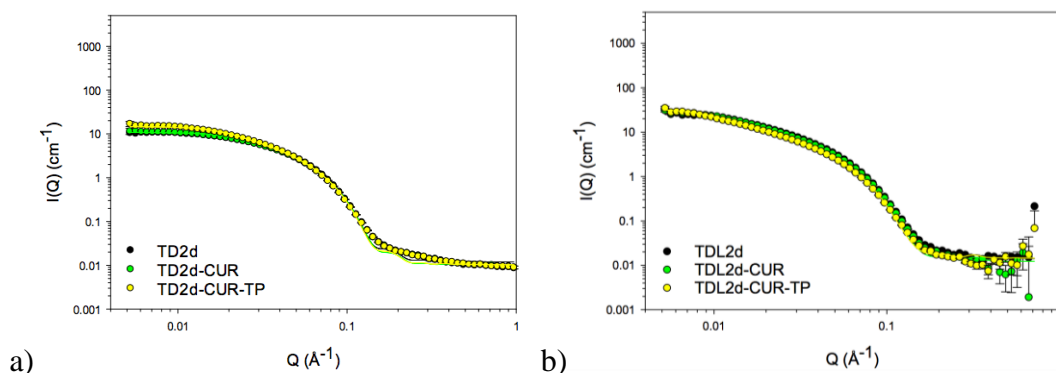 1000
100
10
1
0.1
0.01
0.001
I(Q) (cm-1)
TD2d
TD2d-CUR
TD2d-CUR-TP
0.01
0.1
1
Q (Å-1)
a)
1000
100
10
1
0.1
0.01
0.001
I(Q) (cm-1)
TDL2d
TDL2d-CUR
TDL2d-CUR-TP
0.01
0.1
Q (Å-1)
b)